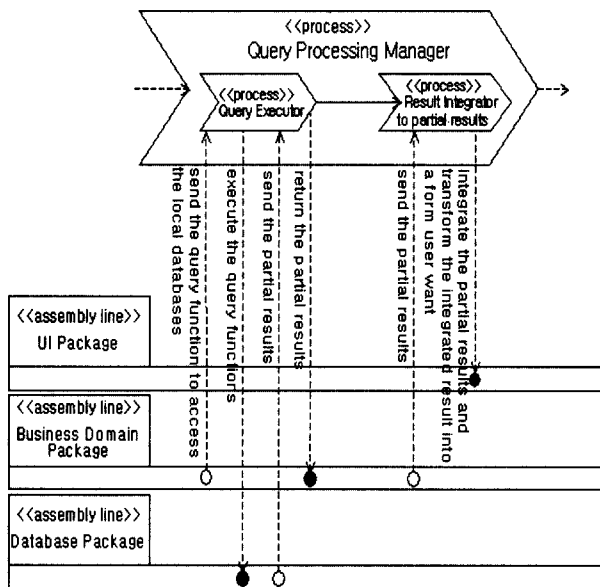 <<process>>
Query Processing Manager
<<process>>
Query Executor
<<process>>
Result Integrator
to partial results
send the query function to access
the local databases
execute the query functions
send the partial results
return the partial results
send the partial results
integrate the partial results and
transform the integrated result into
a form user want
<<assembly line>>
UI Package
<<assembly line>>
Business Domain
Package
<<assembly line>>
Database Package